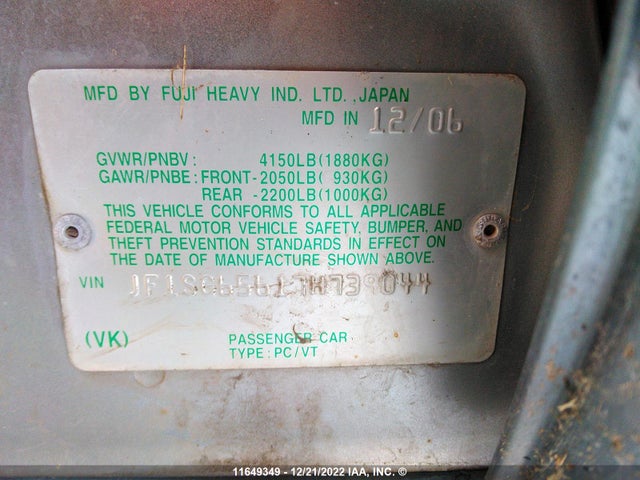 MFD BY FUJI HEAVY IND. LTD. ,JAPAN
MFD IN 12/06
GVWR/PNBV: 4150LB(1880KG)
GAWR/PNBE: FRONT-2050LB( 930KG)
REAR -2200LB(1000KG)
THIS VEHICLE CONFORMS TO ALL APPLICABLE
FEDERAL MOTOR VEHICLE SAFETY, BUMPER, AND
THEFT PREVENTION STANDARDS IN EFFECT ON
THE DATE OF MANUFACTURE SHOWN ABOVE.
VIN JF1SG65617H739044
(VK) PASSENGER CAR
TYPE: PC/VT
11649349 - 12/21/2022 IAA, INC. ©